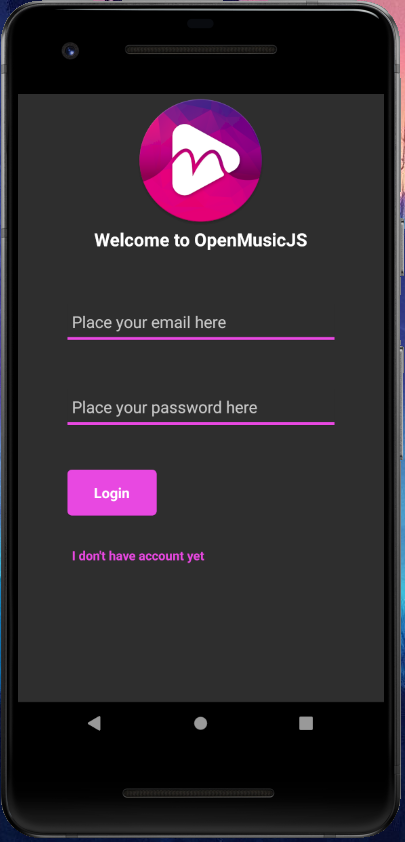 Welcome to OpenMusicJS
Place your email here
Place your password here
Login
I don't have account yet